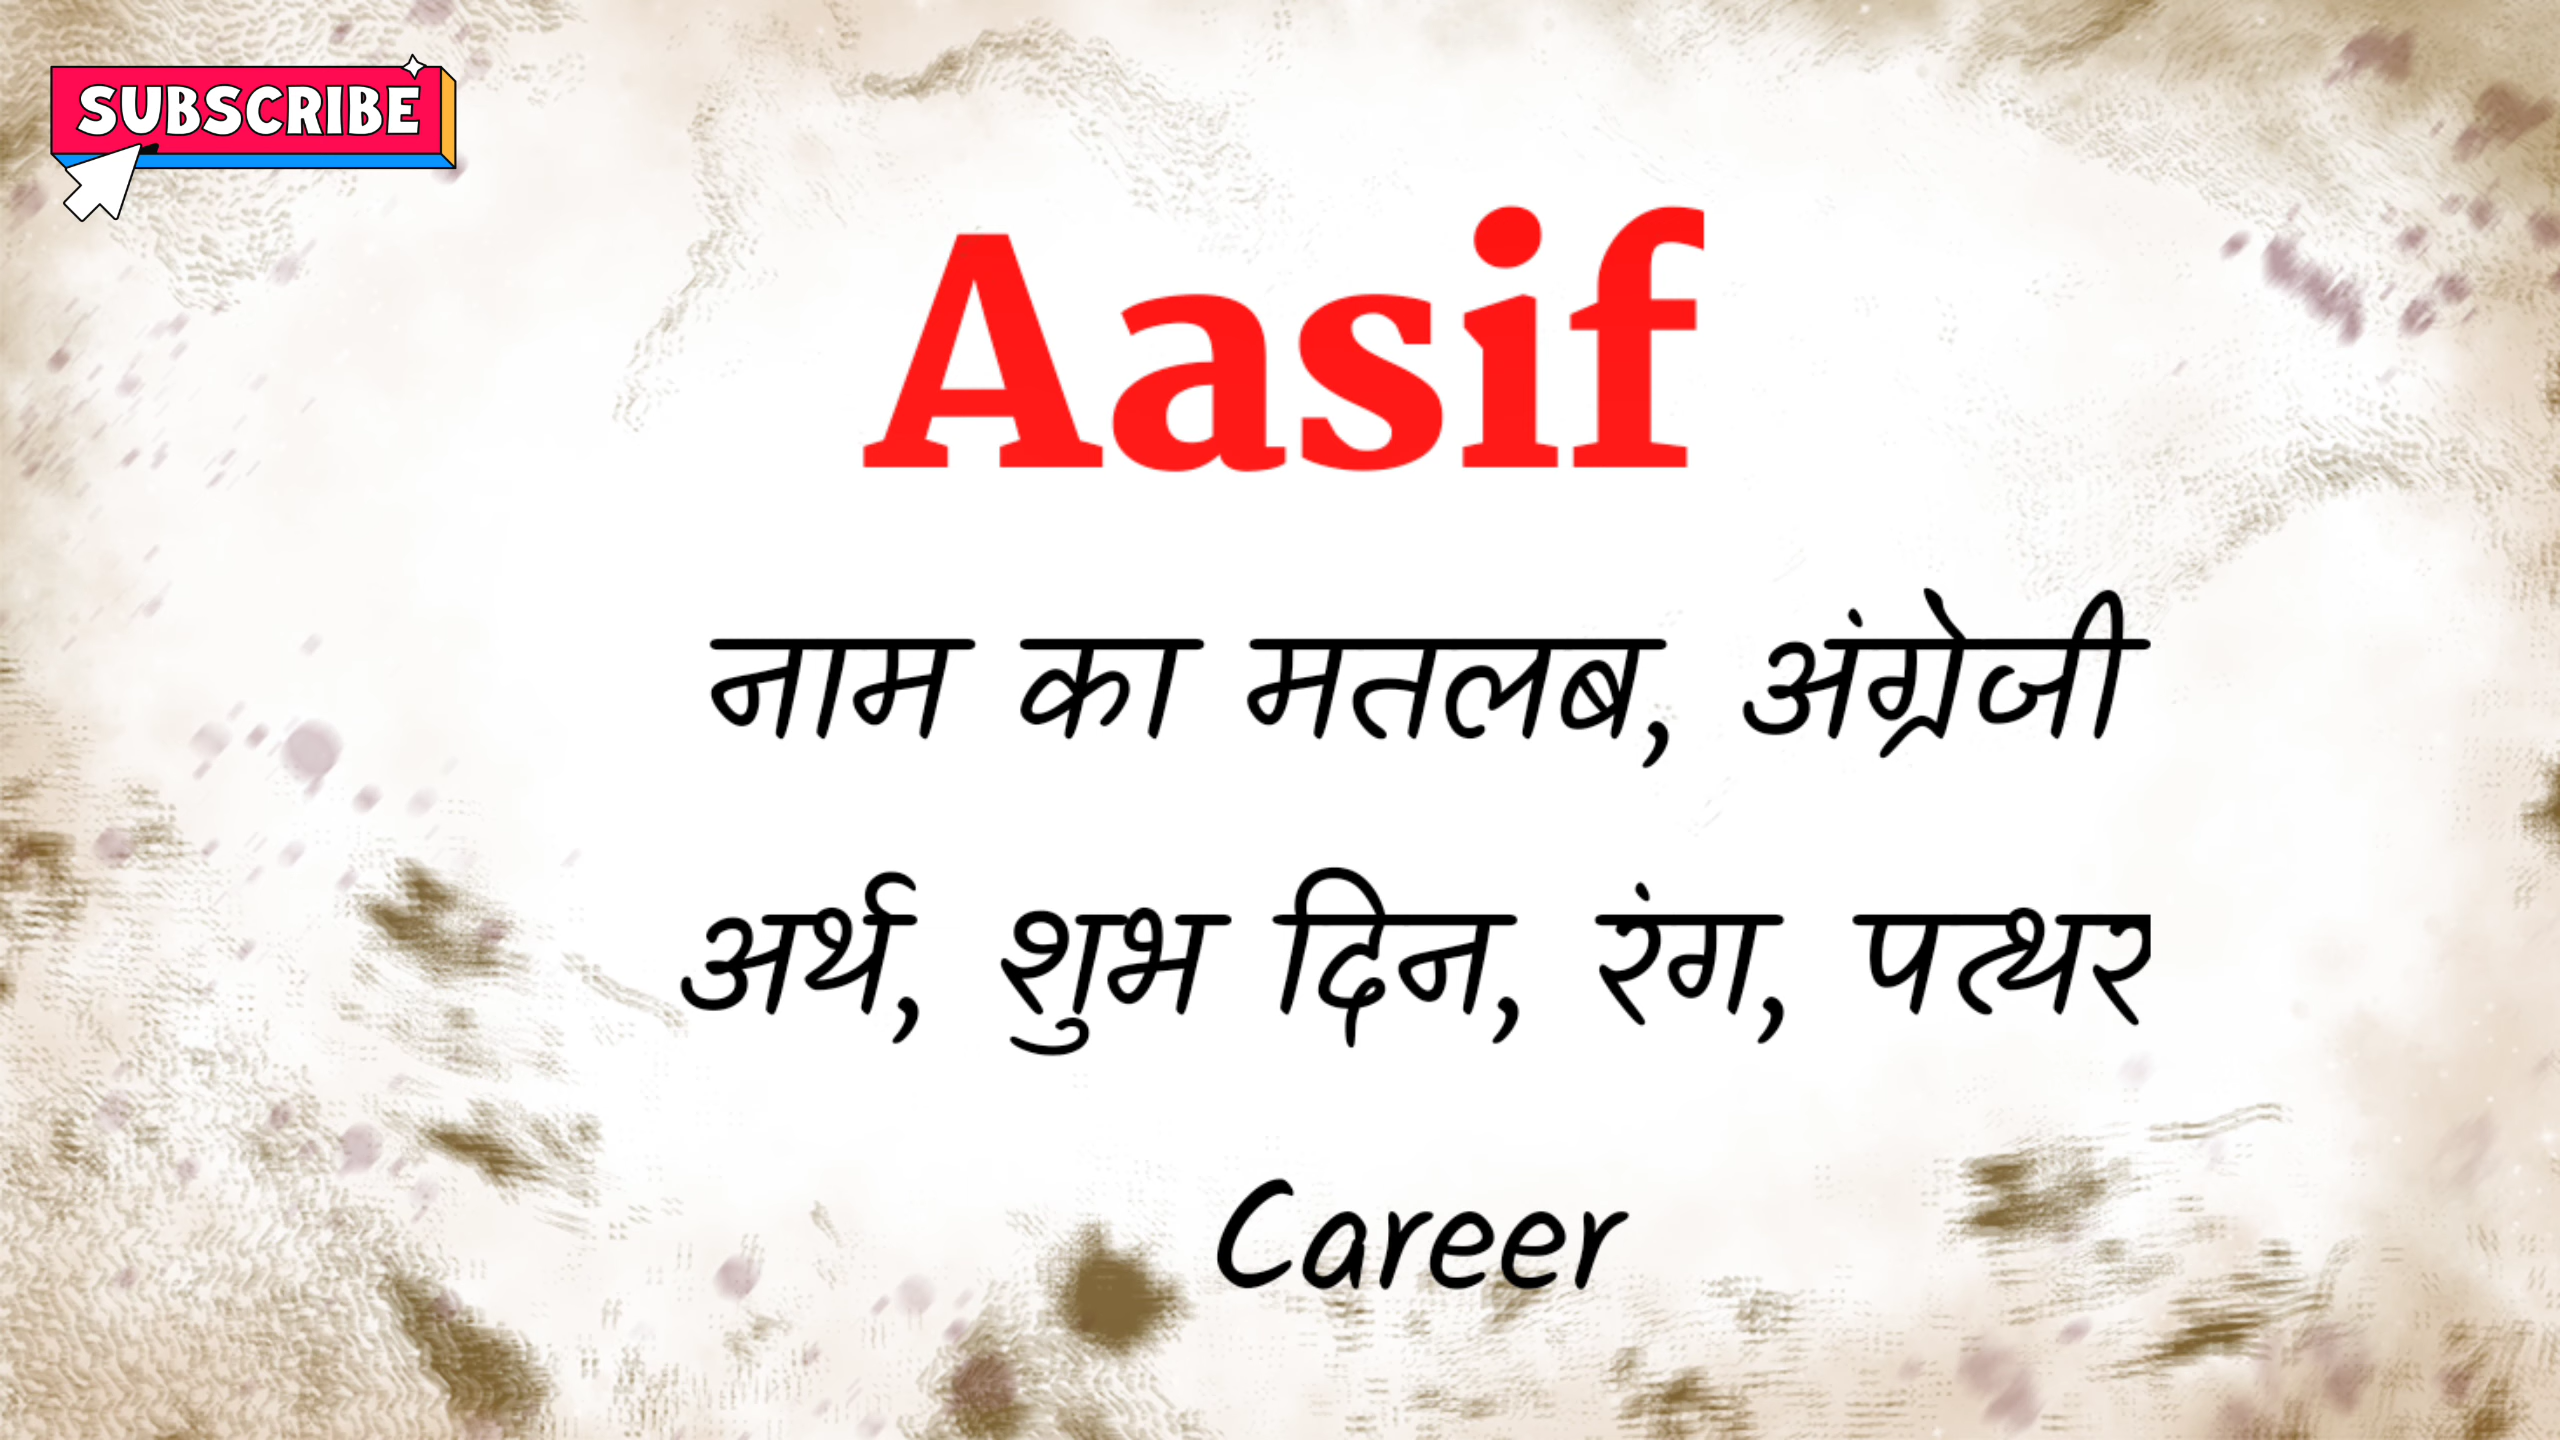 SUBSCRIBE
Aasif
नाम का मतलब, अंग्रेजी
अर्थ, शुभ दिन, रंग, पत्थर
Career